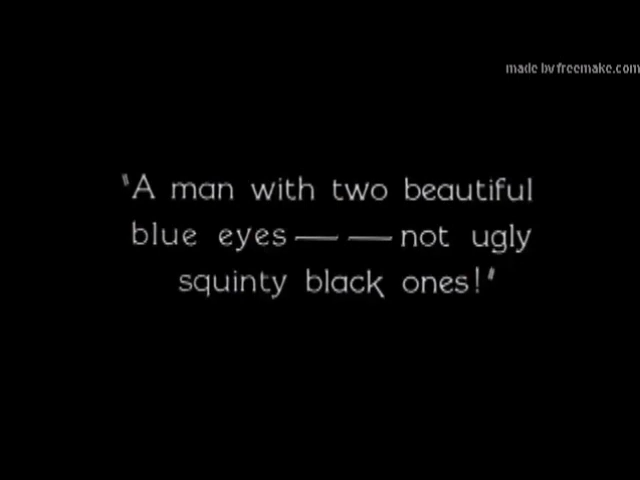 made by freemake.com
"A man with two beautiful
blue eyes — — not ugly
squinty black ones!"